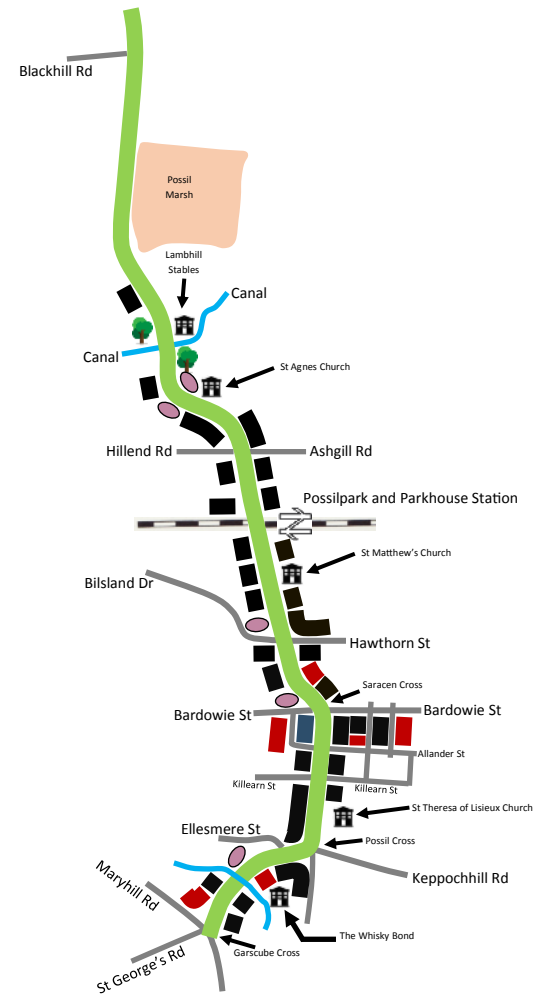 Blackhill Rd
Possil
Marsh
Lambhill
Stables
Canal
Canal
St Agnes Church
Hillend Rd
Ashgill Rd
Possilpark and Parkhouse Station
St Matthew's Church
Bilsland Dr
Hawthorn St
Saracen Cross
Bardowie St
Bardowie St
Allander St
Killearn St
Killearn St
St Theresa of Lisieux Church
Ellesmere St
Possil Cross
Maryhill Rd
Keppochhill Rd
The Whisky Bond
St George's Rd
Garscube Cross